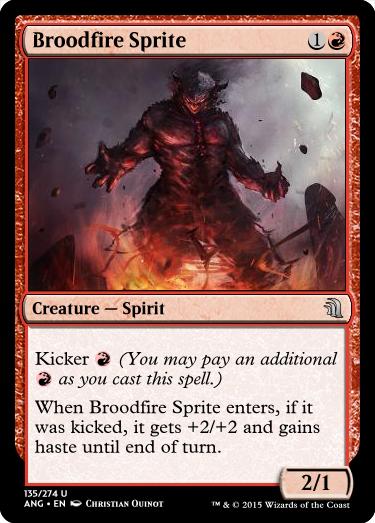 Broodfire Sprite 1
Creature — Spirit
Kicker (You may pay an additional
as you cast this spell.)
When Broodfire Sprite enters, if it
was kicked, it gets +2/+2 and gains
haste until end of turn.
2/1
135/274 U
ANG • EN Christian Quinot ™ & © 2015 Wizards of the Coast